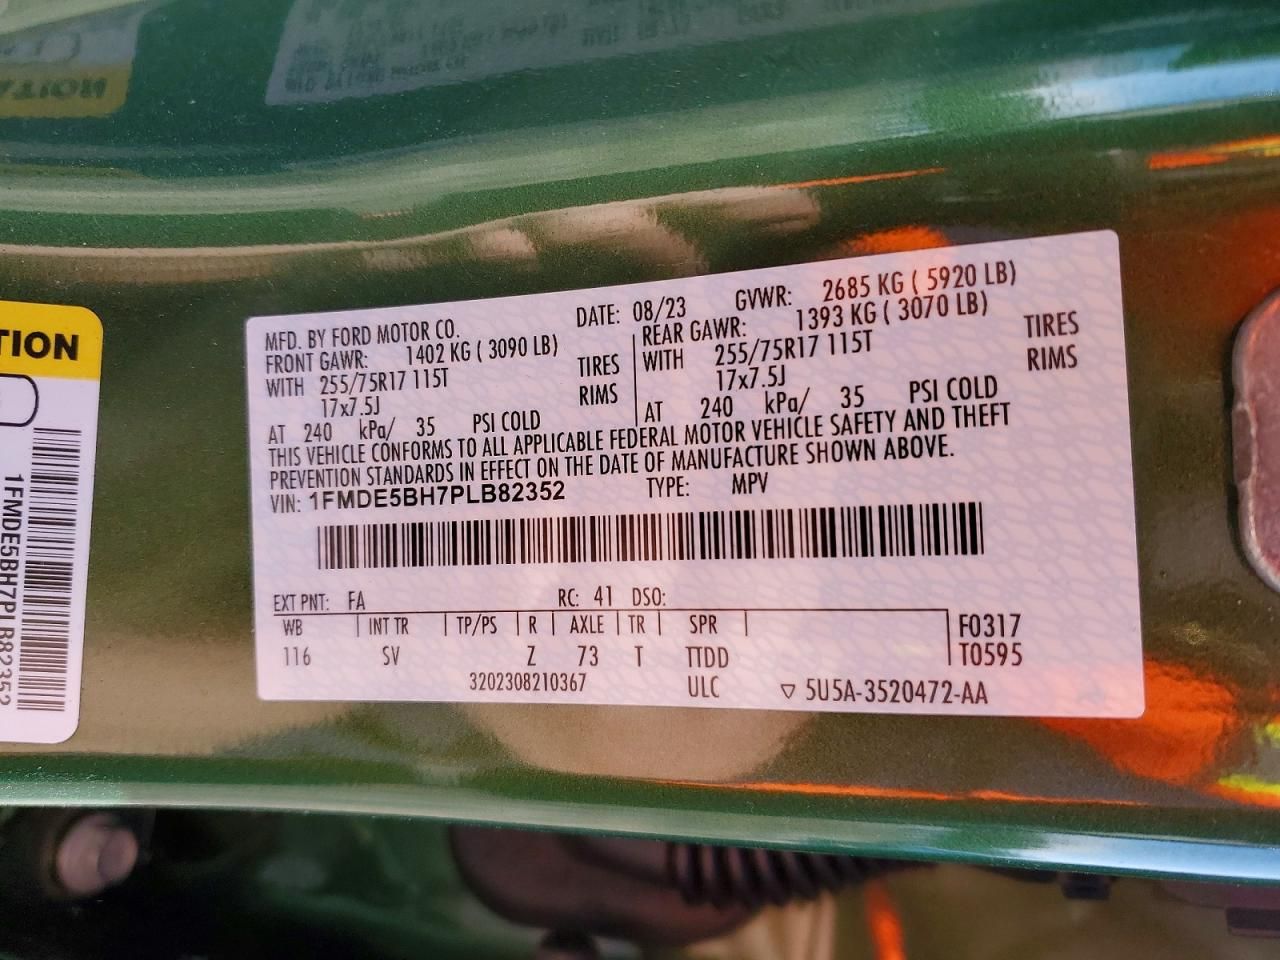 TION
1FMDE5BH7PLB82352
MFD. BY FORD MOTOR CO.
DATE: 08/23
GVWR: 2685 KG ( 5920 LB)
FRONT GAWR: 1402 KG ( 3090 LB)
WITH 255/75R17 115T TIRES
17x7.5J RIMS
AT 240 kPa/ 35 PSI COLD
REAR GAWR: 1393 KG ( 3070 LB)
WITH 255/75R17 115T TIRES
17x7.5J RIMS
AT 240 kPa/ 35 PSI COLD
THIS VEHICLE CONFORMS TO ALL APPLICABLE FEDERAL MOTOR VEHICLE SAFETY AND THEFT
PREVENTION STANDARDS IN EFFECT ON THE DATE OF MANUFACTURE SHOWN ABOVE.
VIN: 1FMDE5BH7PLB82352 TYPE: MPV
EXT PNT: FA RC: 41 DSO:
WB INT TR TP/PS R AXLE TR SPR F0317
116 SV Z 73 T TTDD T0595
3202308210367 ULC ▽ 5U5A-3520472-AA